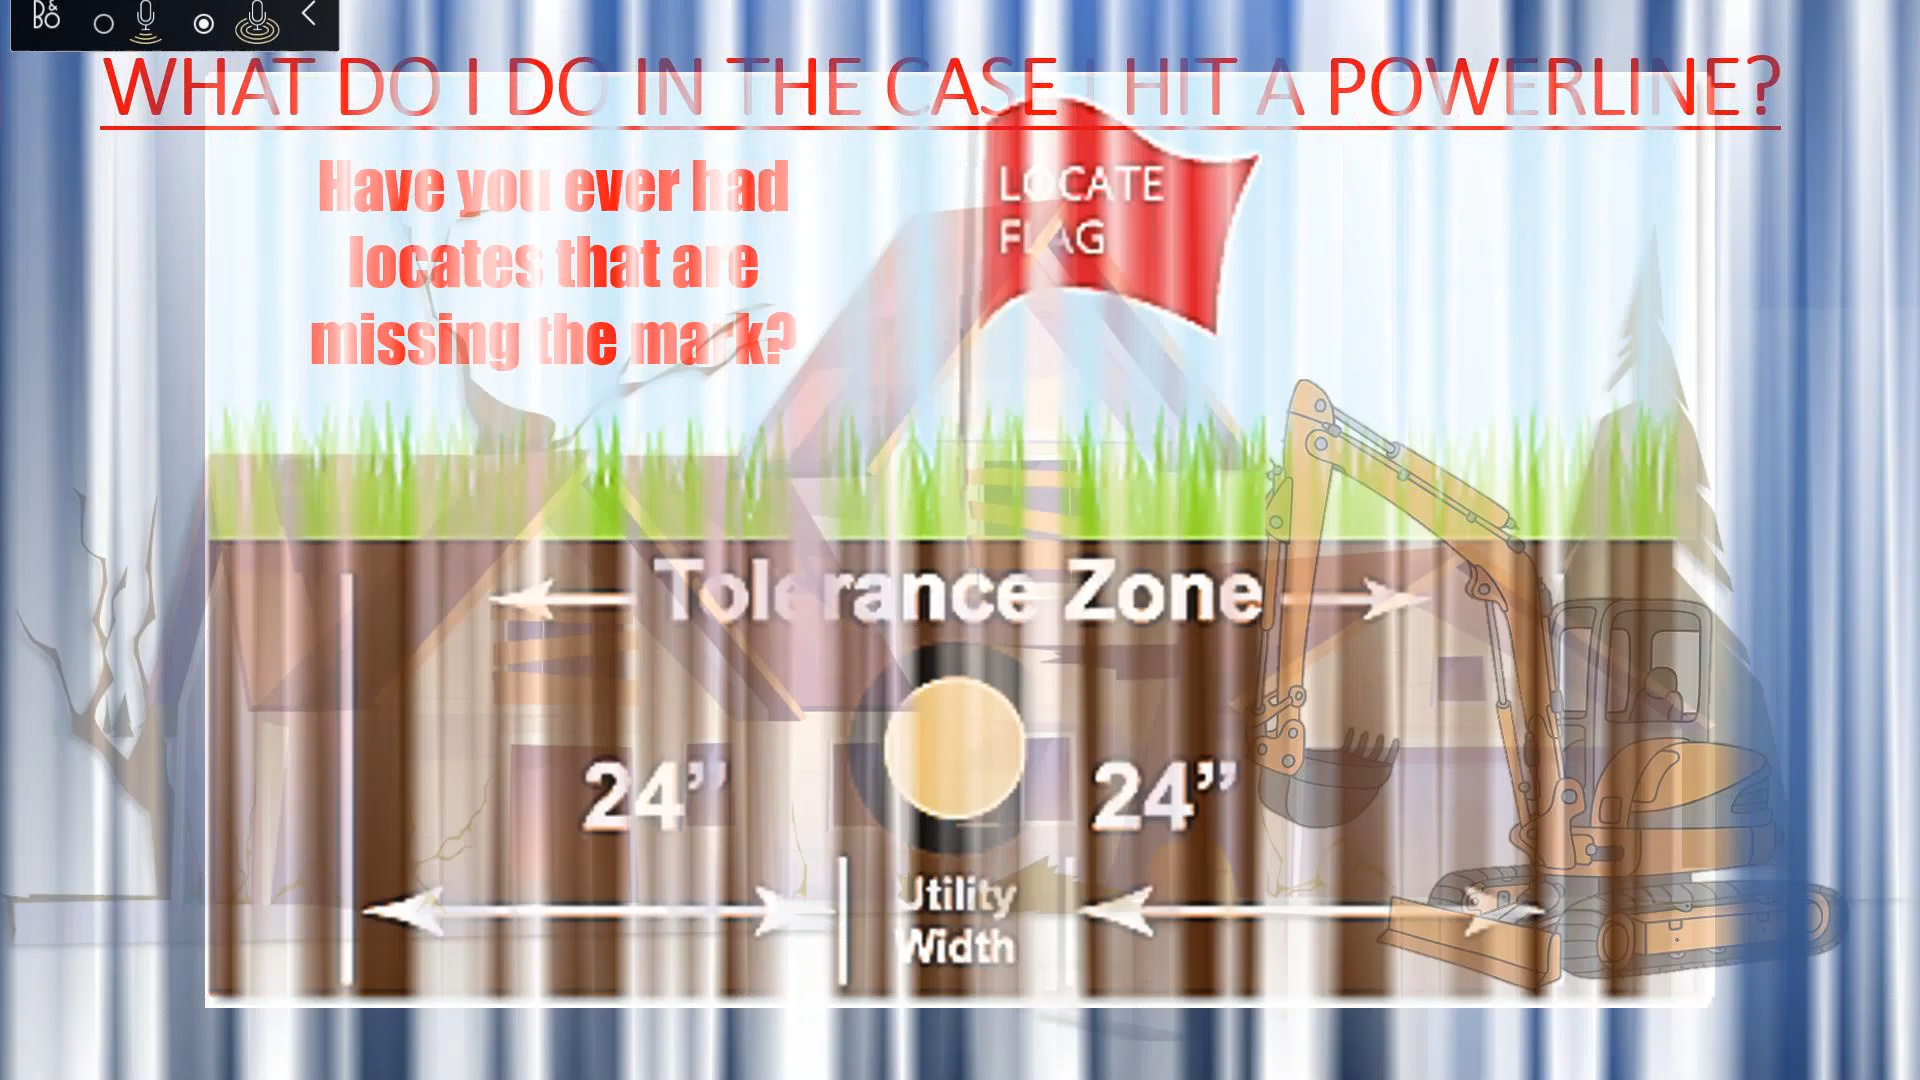 B&O
WHAT DO I DO IN THE CASE I HIT A POWERLINE?
Have you ever had
locates that are
missing the mark?
LOCATE
FLAG
Tolerance Zone
24” 24”
Utility
Width